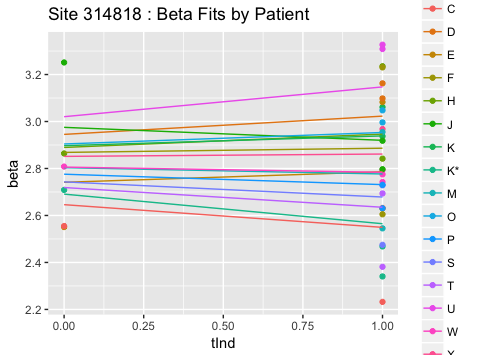 Site 314818 : Beta Fits by Patient
beta
3.2
3.0
2.8
2.6
2.4
2.2
0.00 0.25 0.50 0.75 1.00
tInd
C
D
E
F
H
J
K
K*
M
O
P
S
T
U
W
Y